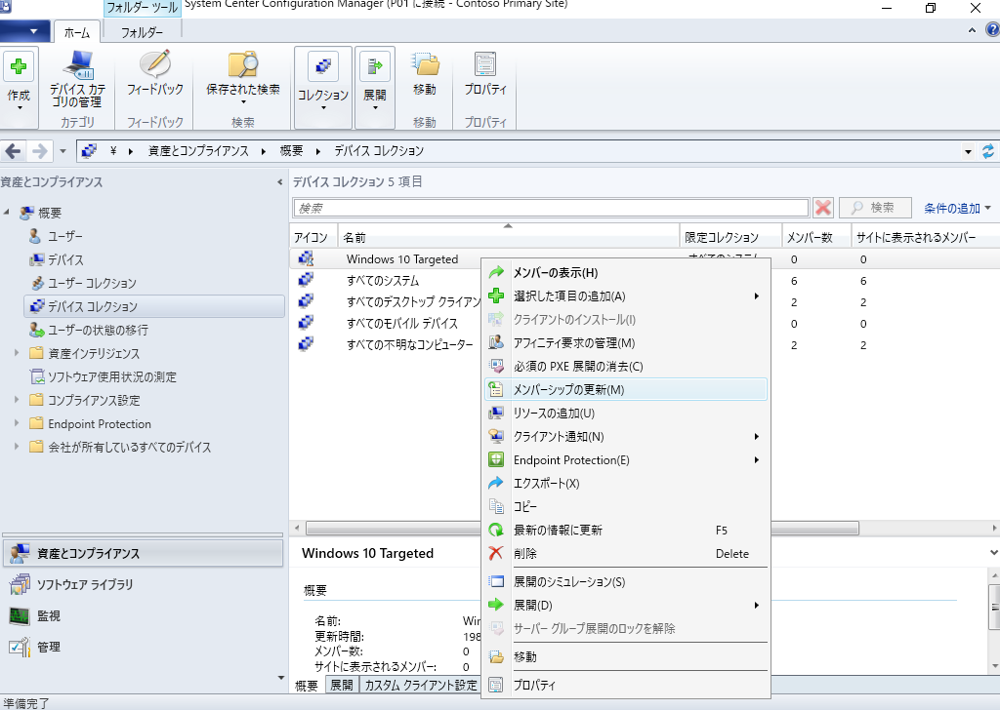 フォルダー ツール
System Center Configuration Manager (P01 に接続 - Contoso Primary Site)
ホーム
フォルダー
作成
デバイス カテゴリの管理
フィードバック
保存された検索
コレクション
展開
移動
プロパティ
カテゴリ
フィードバック
検索
移動
プロパティ
¥ 資産とコンプライアンス 概要 デバイス コレクション
資産とコンプライアンス
概要
ユーザー
デバイス
ユーザー コレクション
デバイス コレクション
ユーザーの状態の移行
資産インテリジェンス
ソフトウェア使用状況の測定
コンプライアンス設定
Endpoint Protection
会社が所有しているすべてのデバイス
資産とコンプライアンス
ソフトウェア ライブラリ
監視
管理
準備完了
デバイス コレクション 5 項目
検索
検索
条件の追加
アイコン 名前 限定コレクション メンバー数 サイトに表示されるメンバー
Windows 10 Targeted すべてのシステム 0 0
すべてのシステム 6 6
すべてのデスクトップ クライアン 2 2
すべてのモバイル デバイス 0 0
すべての不明なコンピューター 2 2
メンバーの表示(H)
選択した項目の追加(A)
クライアントのインストール(I)
アフィニティ要求の管理(M)
必須の PXE 展開の消去(C)
メンバーシップの更新(M)
リソースの追加(U)
クライアント通知(N)
Endpoint Protection(E)
エクスポート(X)
コピー
最新の情報に更新 F5
削除 Delete
展開のシミュレーション(S)
展開(D)
サーバー グループ展開のロックを解除
移動
プロパティ
Windows 10 Targeted
概要
名前: Win
更新時間: 198
メンバー数: 0
サイトに表示されるメンバー: 0
概要 展開 カスタム クライアント設定